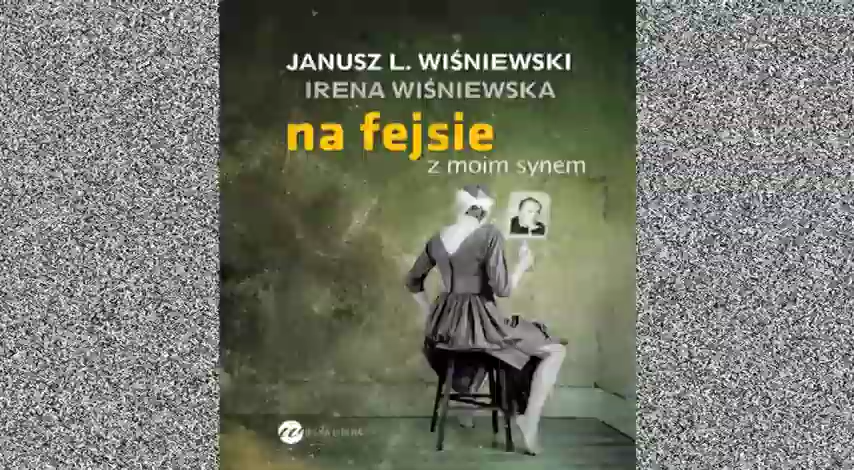 JANUSZ L. WIŚNIEWSKI
IRENA WIŚNIEWSKA
na fejsie
z moim synem